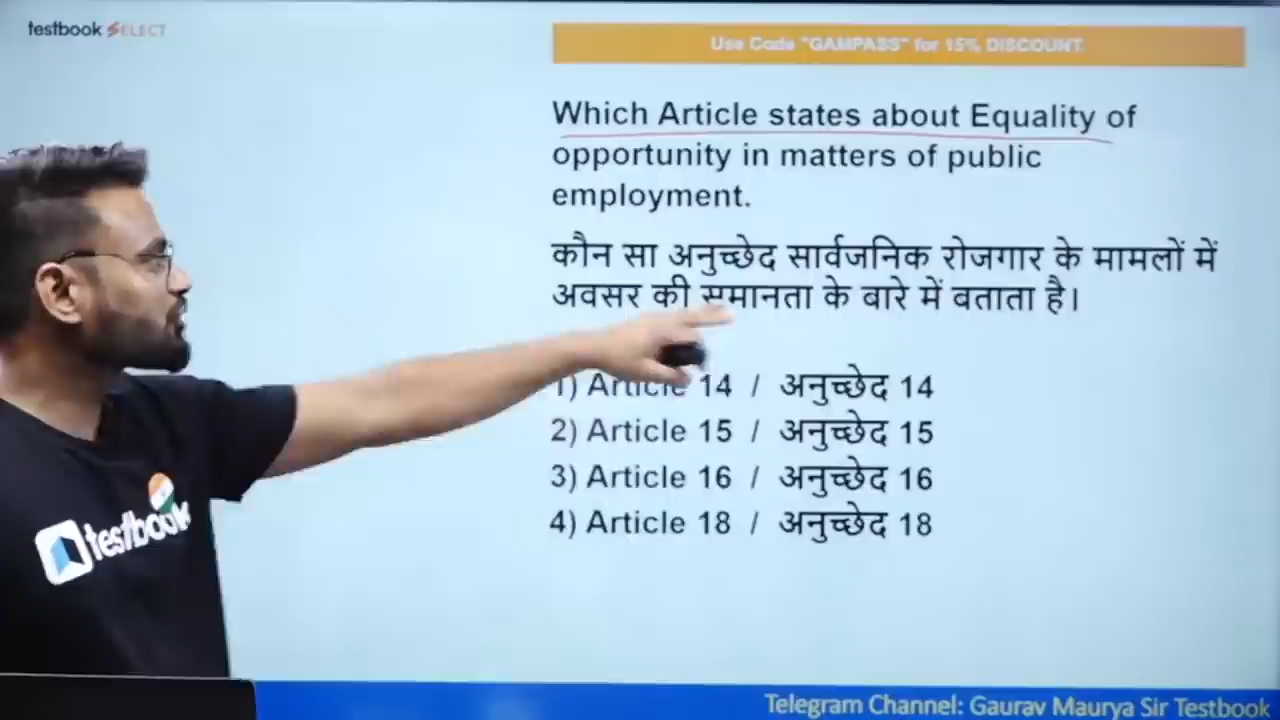 testbook SELECT
Use Code "GAMPASS" for 15% DISCOUNT
Which Article states about Equality of
opportunity in matters of public
employment.
कौन सा अनुच्छेद सार्वजनिक रोजगार के मामलों में
अवसर की समानता के बारे में बताता है।
1) Article 14 / अनुच्छेद 14
2) Article 15 / अनुच्छेद 15
3) Article 16 / अनुच्छेद 16
4) Article 18 / अनुच्छेद 18
testbook
Telegram Channel: Gaurav Maurya Sir Testbook